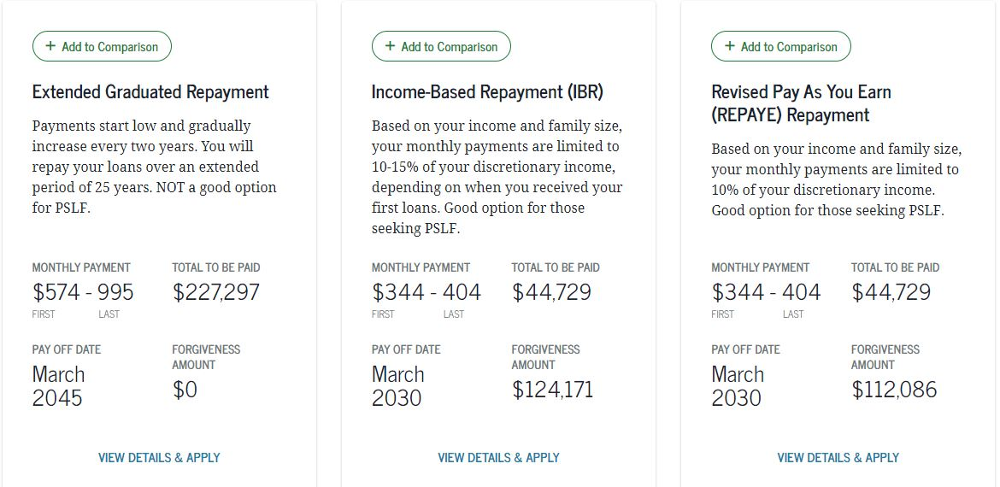 + Add to Comparison
Extended Graduated Repayment
Payments start low and gradually
increase every two years. You will
repay your loans over an extended
period of 25 years. NOT a good option
for PSLF.
MONTHLY PAYMENT
$574 - 995
FIRST LAST
TOTAL TO BE PAID
$227,297
PAY OFF DATE
March
2045
FORGIVENESS
AMOUNT
$0
VIEW DETAILS & APPLY
+ Add to Comparison
Income-Based Repayment (IBR)
Based on your income and family size,
your monthly payments are limited to
10-15% of your discretionary income,
depending on when you received your
first loans. Good option for those
seeking PSLF.
MONTHLY PAYMENT
$344 - 404
FIRST LAST
TOTAL TO BE PAID
$44,729
PAY OFF DATE
March
2030
FORGIVENESS
AMOUNT
$124,171
VIEW DETAILS & APPLY
+ Add to Comparison
Revised Pay As You Earn
(REPAYE) Repayment
Based on your income and family size,
your monthly payments are limited to
10% of your discretionary income.
Good option for those seeking PSLF.
MONTHLY PAYMENT
$344 - 404
FIRST LAST
TOTAL TO BE PAID
$44,729
PAY OFF DATE
March
2030
FORGIVENESS
AMOUNT
$112,086
VIEW DETAILS & APPLY